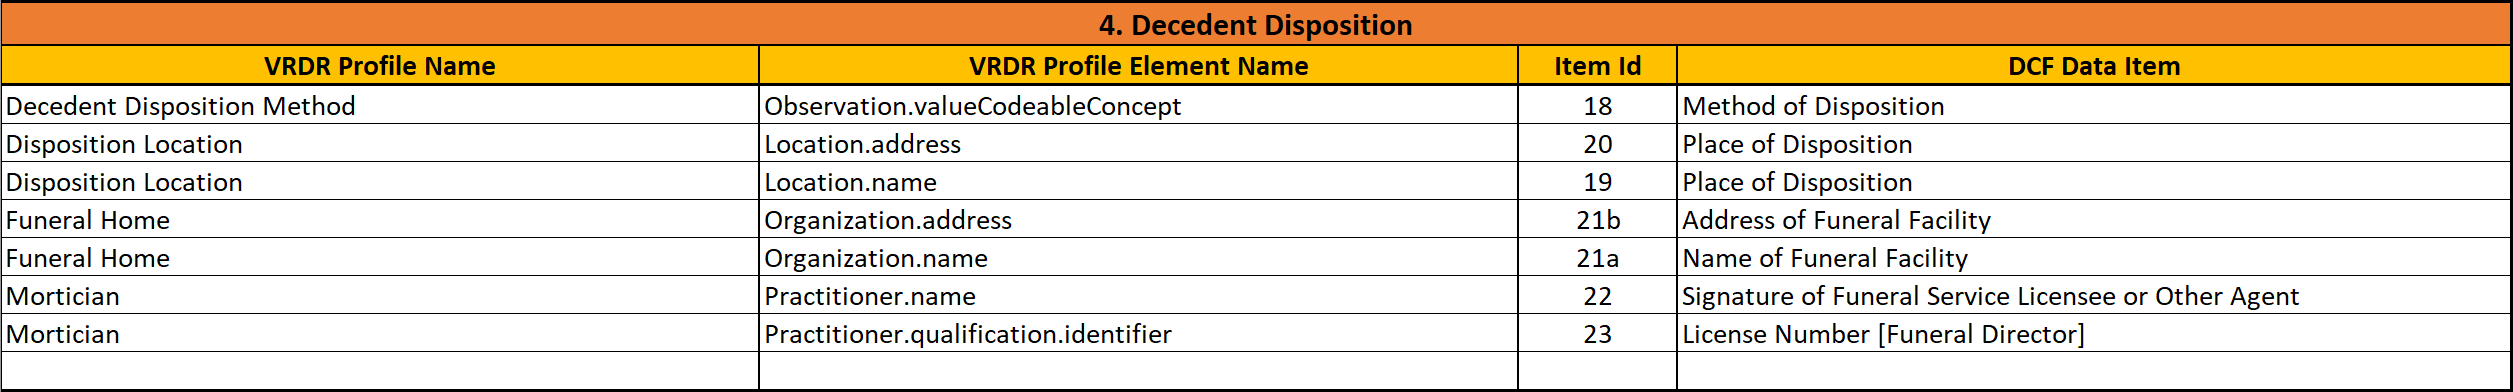 4. Decedent Disposition
VRDR Profile Name VRDR Profile Element Name Item Id DCF Data Item
Decedent Disposition Method Observation.valueCodeableConcept 18 Method of Disposition
Disposition Location Location.address 20 Place of Disposition
Disposition Location Location.name 19 Place of Disposition
Funeral Home Organization.address 21b Address of Funeral Facility
Funeral Home Organization.name 21a Name of Funeral Facility
Mortician Practitioner.name 22 Signature of Funeral Service Licensee or Other Agent
Mortician Practitioner.qualification.identifier 23 License Number [Funeral Director]